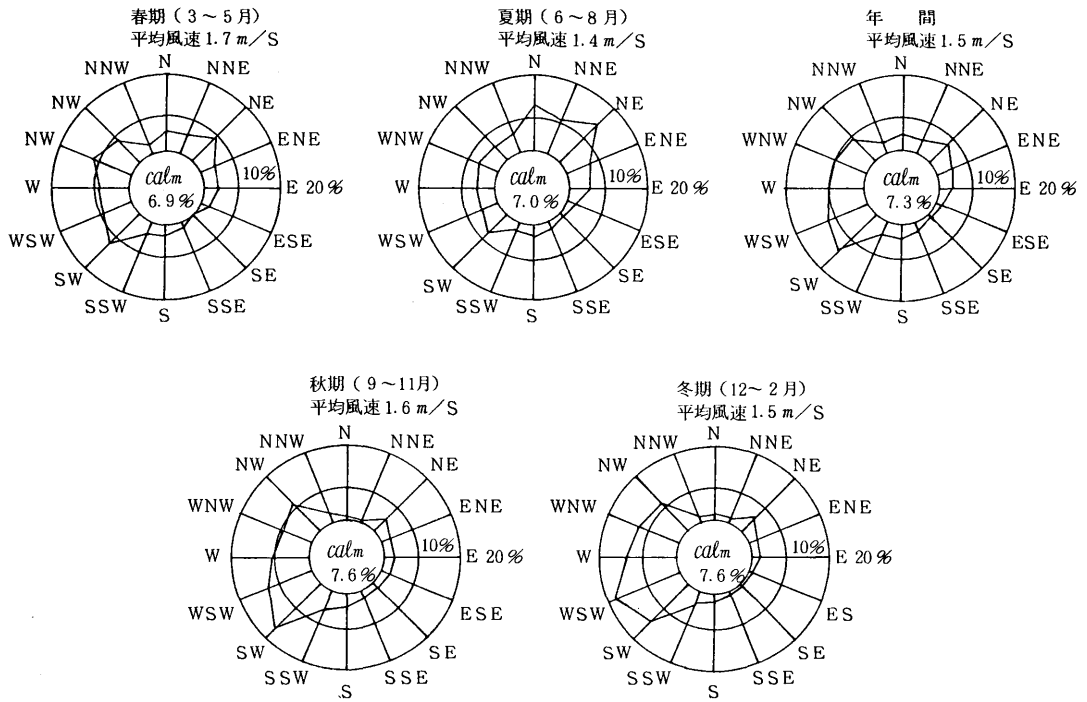 春期（3～5月）
平均風速1.7m／S
N
NNW
NNE
NW
NE
NW
ENE
W
calm
6.9%
10%
E 20%
WSW
ESE
SW
SE
SSW
SSE
S
夏期（6～8月）
平均風速1.4m／S
N
NNW
NNE
NW
NE
WNW
ENE
W
calm
7.0%
10%
E 20%
WSW
ESE
SW
SE
SSW
SSE
S
年　間
平均風速1.5m／S
N
NNW
NNE
NW
NE
WNW
ENE
W
calm
7.3%
10%
E 20%
WSW
ESE
SW
SE
SSW
SSE
S
秋期（9～11月）
平均風速1.6m／S
N
NNW
NNE
NW
NE
WNW
ENE
W
calm
7.6%
10%
E 20%
WSW
ESE
SW
SE
SSW
SSE
S
冬期（12～2月）
平均風速1.5m／S
N
NNW
NNE
NW
NE
WNW
ENE
W
calm
7.6%
10%
E 20%
WSW
ES
SW
SE
SSW
SSE
S